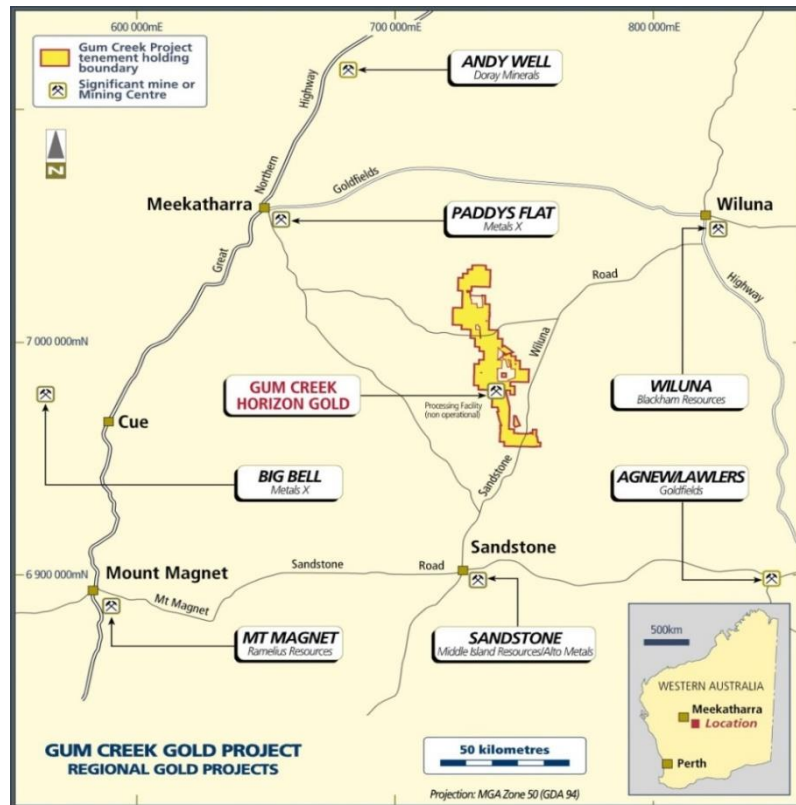 600 000mE
700 000mE
800 000mE
Gum Creek Project
tenement holding
boundary
Significant mine or
Mining Centre
N
ANDY WELL
Doray Minerals
Highway
Northern
Great
Goldfields
Meekatharra
Wiluna
PADDYS FLAT
Metals X
Road
Wiluna
Sandstone
Highway
7 000 000mN
GUM CREEK
HORIZON GOLD
Processing Facility
(non operational)
WILUNA
Blackham Resources
Cue
BIG BELL
Metals X
AGNEW/LAWLERS
Goldfields
6 900 000mN
Mount Magnet
Sandstone
Road
Sandstone
Mt Magnet
MT MAGNET
Ramelius Resources
SANDSTONE
Middle Island Resources/Alto Metals
500km
WESTERN AUSTRALIA
Meekatharra
Location
Perth
GUM CREEK GOLD PROJECT
REGIONAL GOLD PROJECTS
50 kilometres
Projection: MGA Zone 50 (GDA 94)